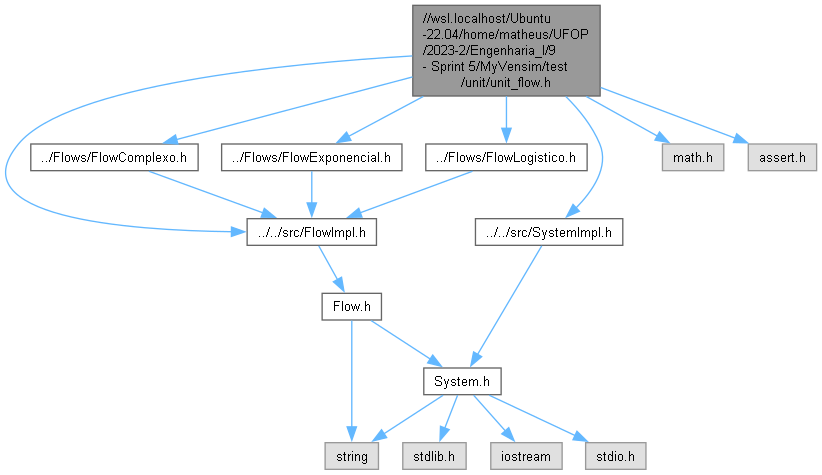 //wsl.localhost/Ubuntu
-22.04/home/matheus/UFOP
/2023-2/Engenharia_I/9
- Sprint 5/MyVensim/test
/unit/unit_flow.h
../Flows/FlowComplexo.h
../Flows/FlowExponencial.h
../Flows/FlowLogistico.h
math.h
assert.h
../../src/FlowImpl.h
../../src/SystemImpl.h
Flow.h
System.h
string
stdlib.h
iostream
stdio.h